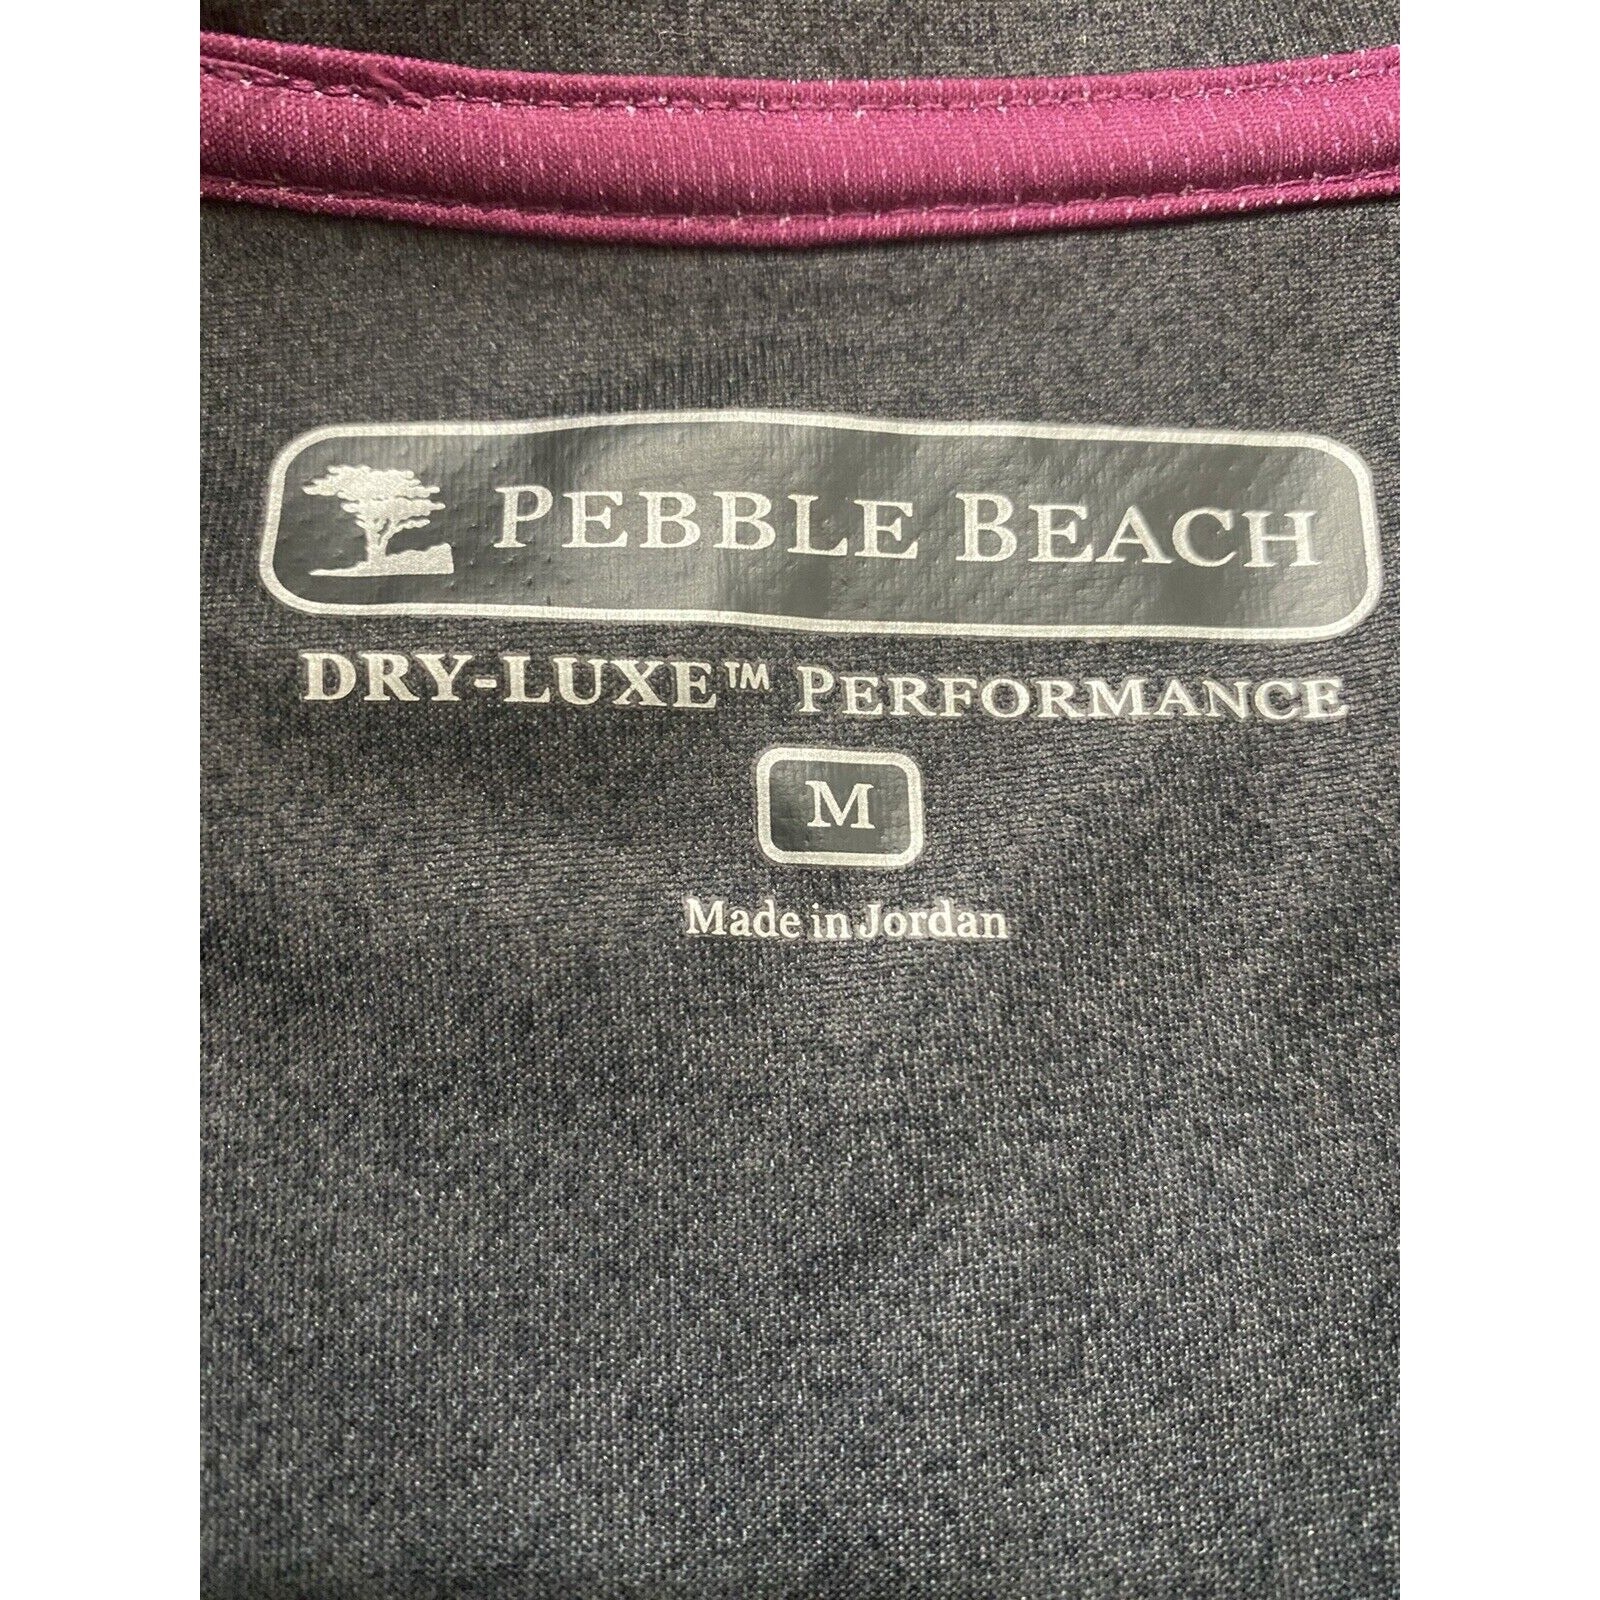 PEBBLE BEACH
DRY-LUXE™ PERFORMANCE
M
Made in Jordan